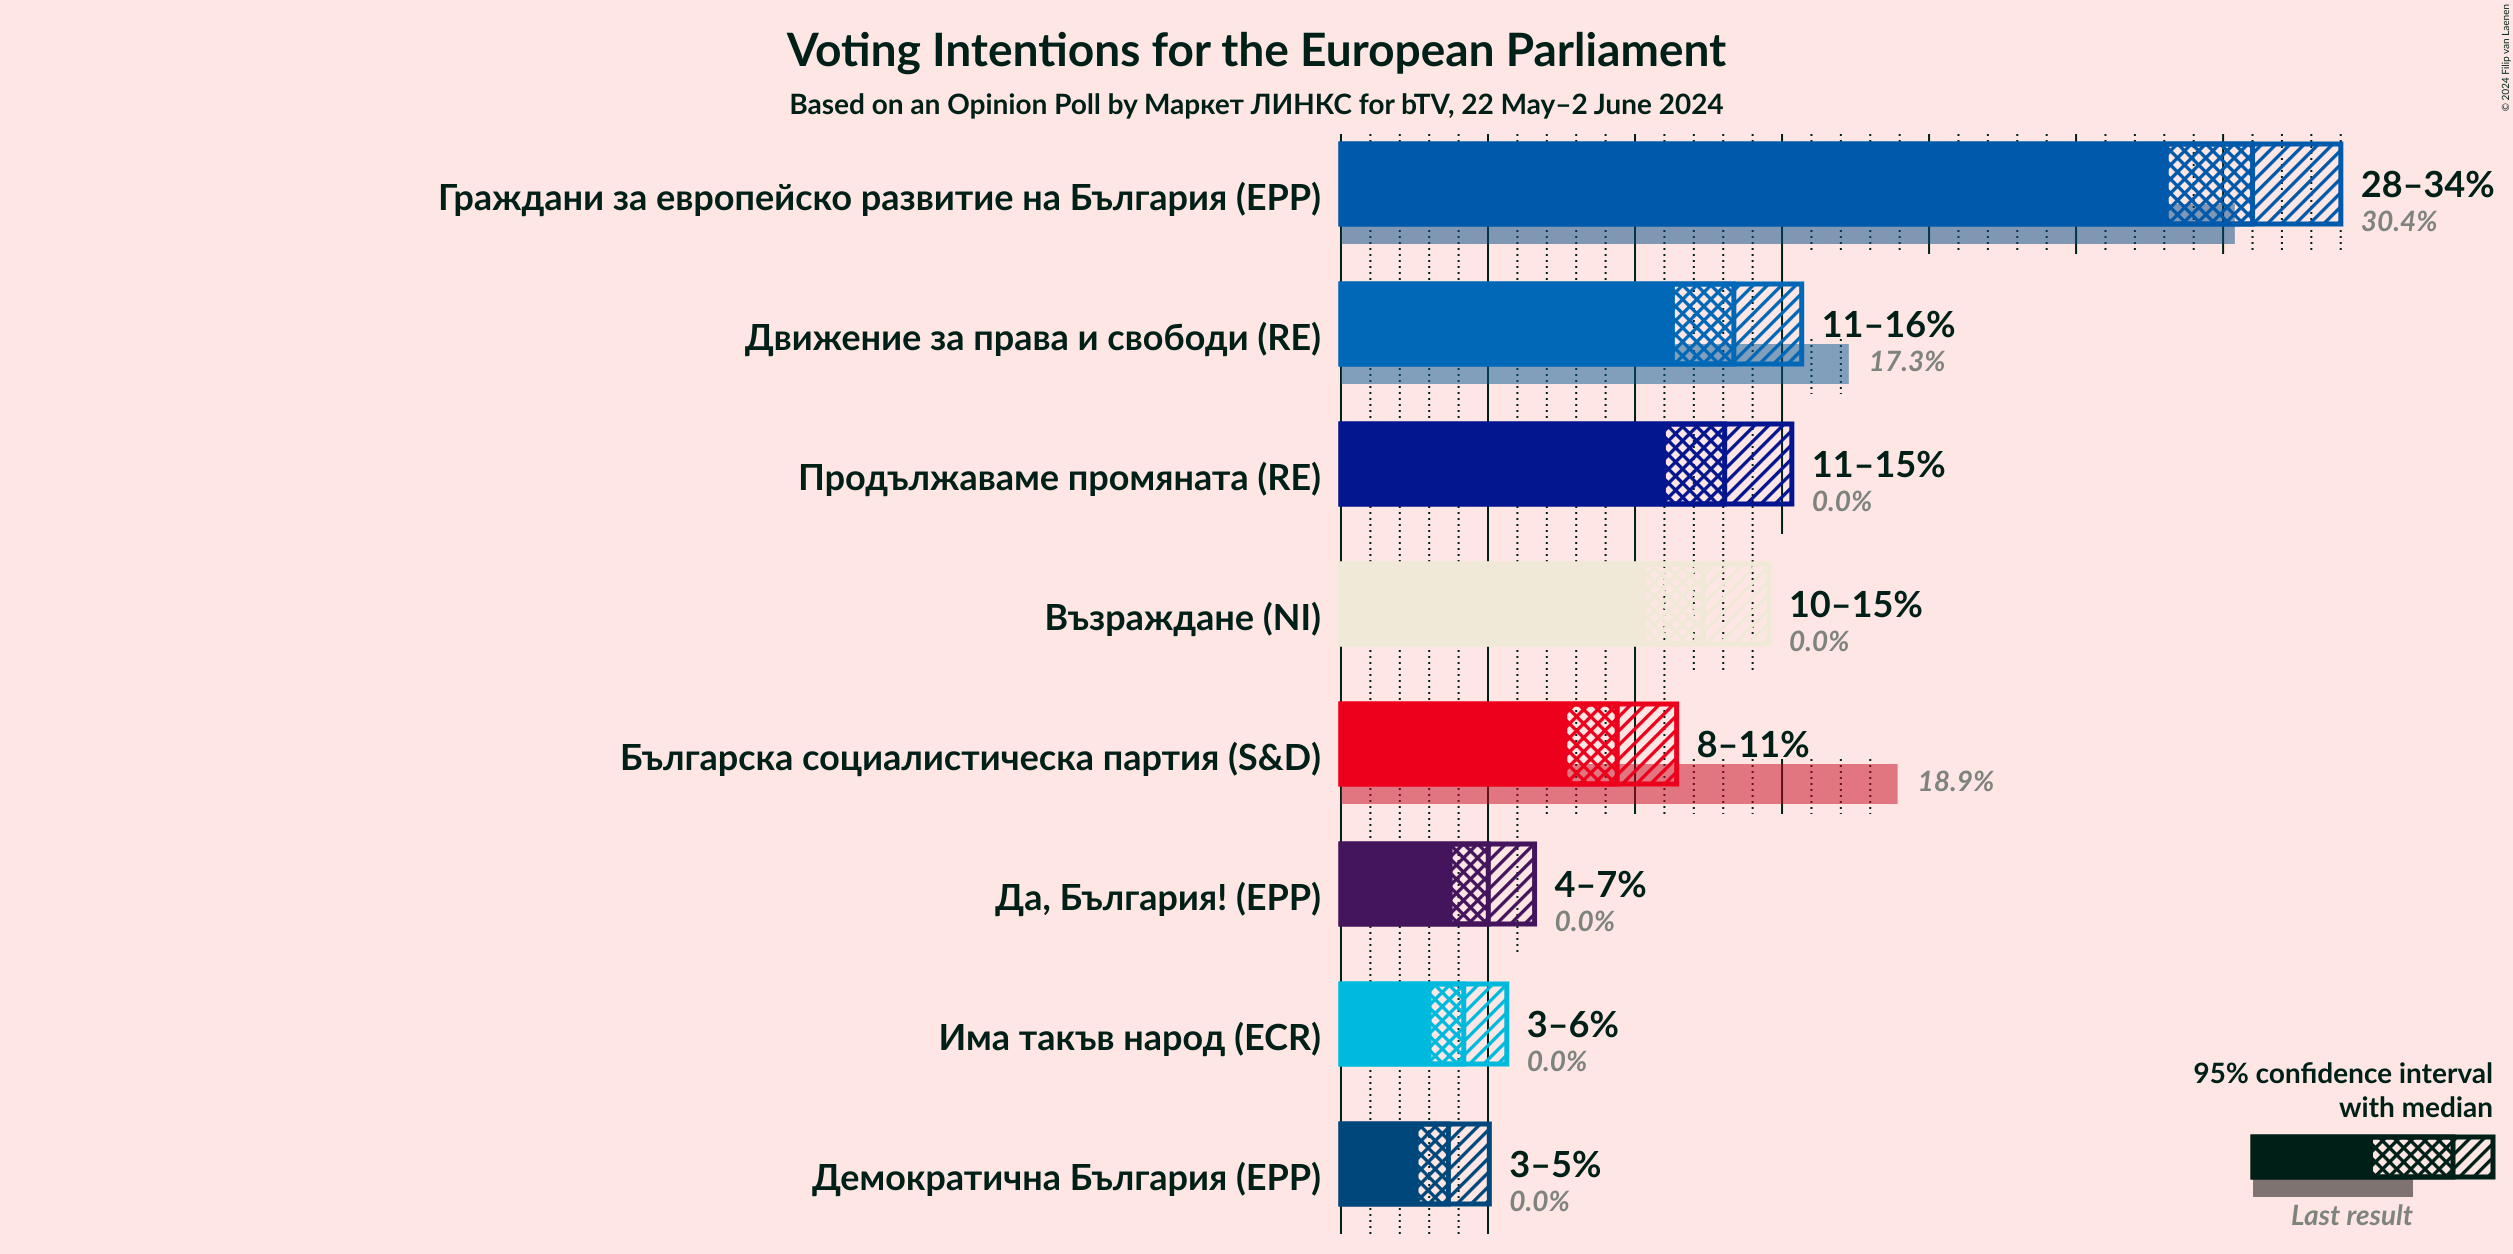 Voting Intentions for the European Parliament
Based on an Opinion Poll by Маркет ЛИНКС for bTV, 22 May–2 June 2024
© 2024 Filip van Laenen
Граждани за европейско развитие на България (EPP)
28–34%
30.4%
Движение за права и свободи (RE)
11–16%
17.3%
Продължаваме промяната (RE)
11–15%
0.0%
Възраждане (NI)
10–15%
0.0%
Българска социалистическа партия (S&D)
8–11%
18.9%
Да, България! (EPP)
4–7%
0.0%
Има такъв народ (ECR)
3–6%
0.0%
Демократична България (EPP)
3–5%
0.0%
95% confidence interval
with median
Last result